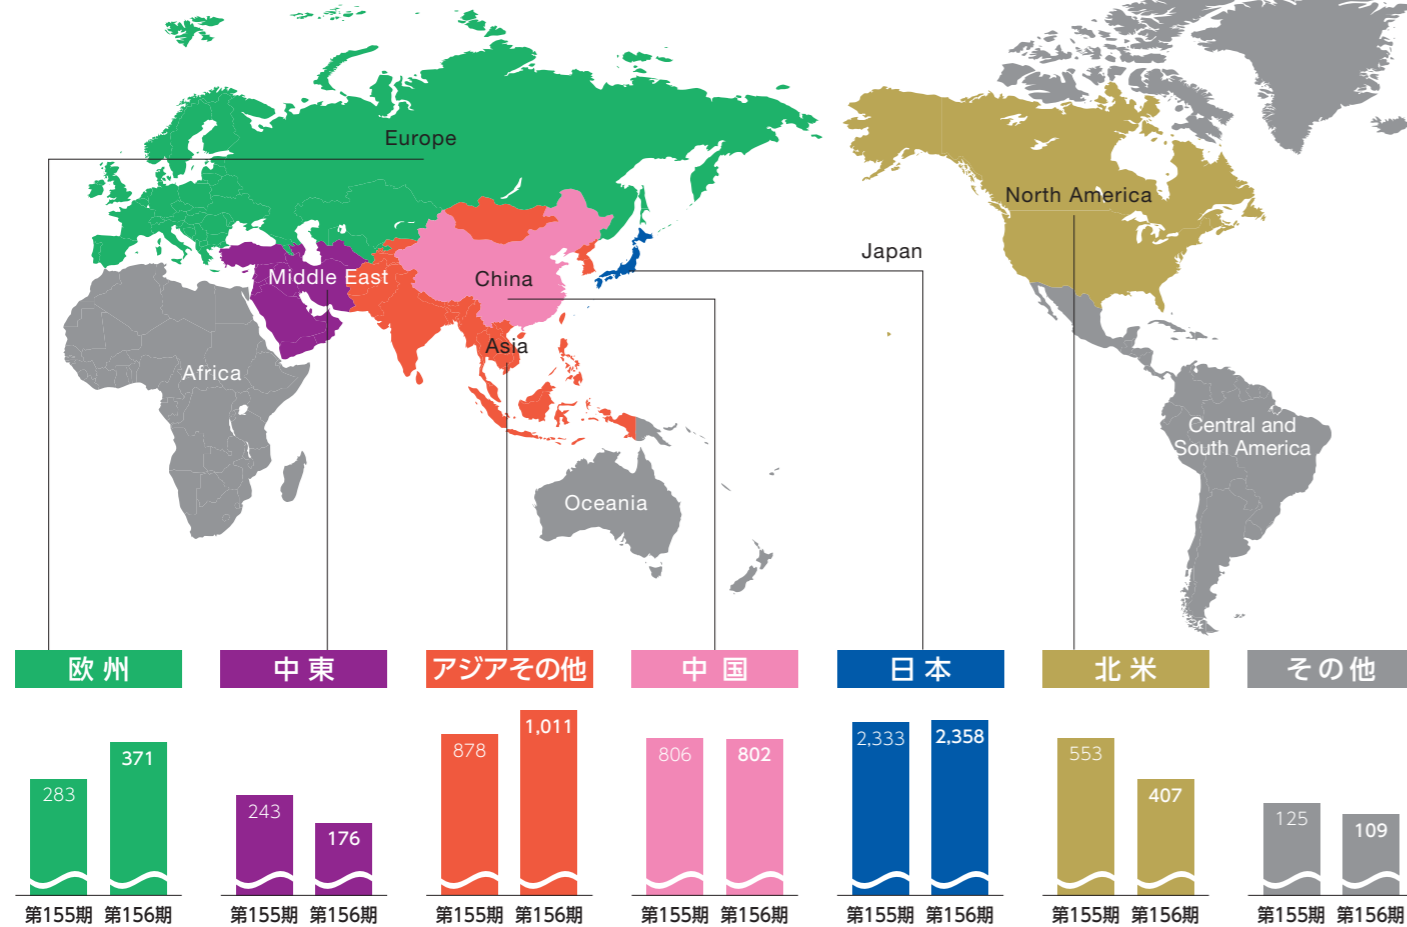 Europe
North America
Japan
Middle East
China
Asia
Africa
Central and
South America
Oceania
欧州
中東
アジアその他
中国
日本
北米
その他
283
371
243
176
878
1,011
806
802
2,333
2,358
553
407
125
109
第155期 第156期
第155期 第156期
第155期 第156期
第155期 第156期
第155期 第156期
第155期 第156期
第155期 第156期